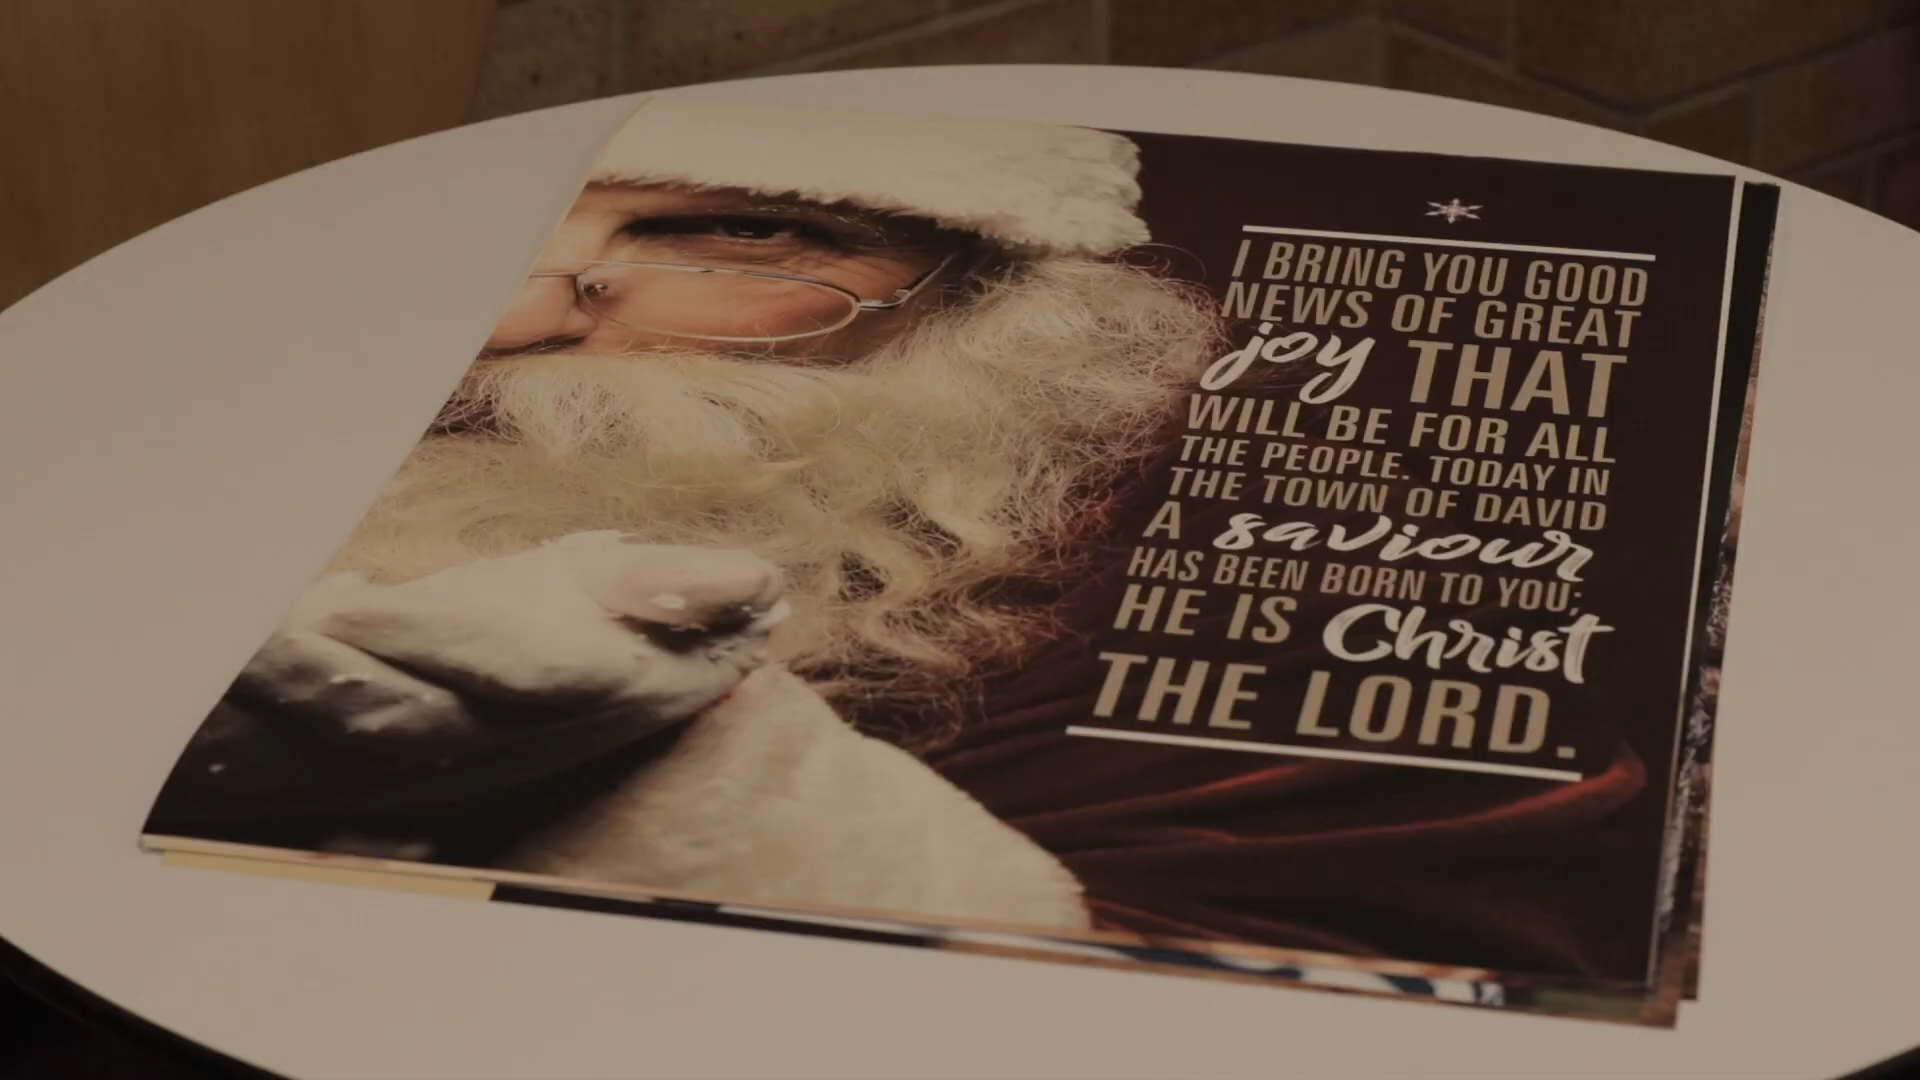 I BRING YOU GOOD
NEWS OF GREAT
joy THAT
WILL BE FOR ALL
THE PEOPLE. TODAY IN
THE TOWN OF DAVID
A saviour
HAS BEEN BORN TO YOU;
HE IS Christ
THE LORD.